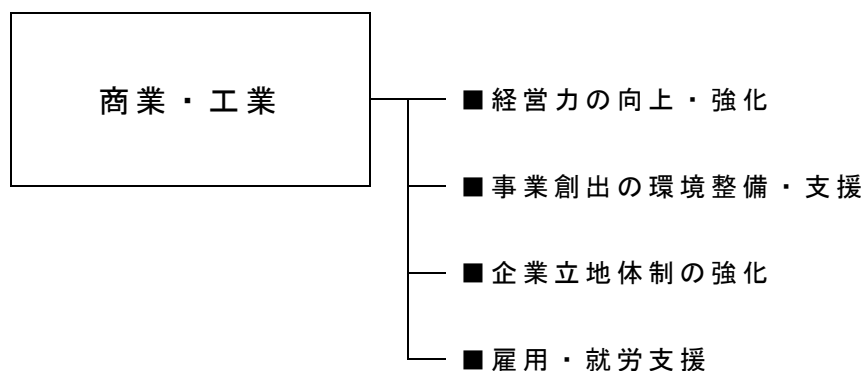 商業・工業
■経営力の向上・強化
■事業創出の環境整備・支援
■企業立地体制の強化
■雇用・就労支援